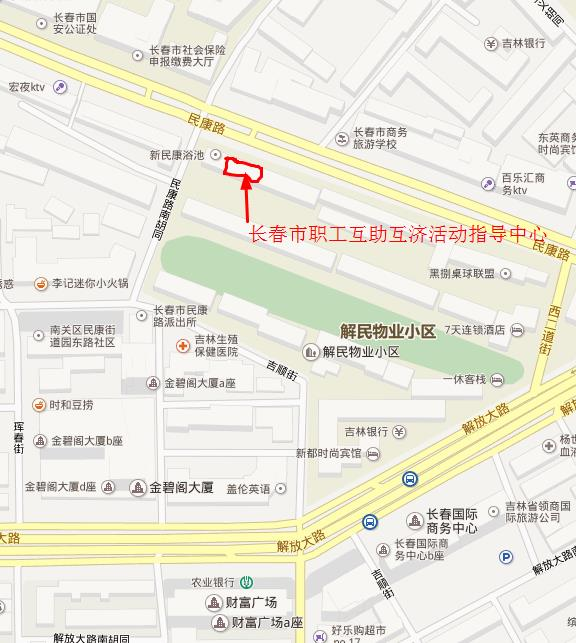 长春市国
安公证处
长春市社会保险
申报缴费大厅
宏夜ktv
民康路
吉林银行
长春市商务
旅游学校
东英商务
时尚宾馆
新民康浴池
百乐汇商
务ktv
民康路南胡同
长春市职工互助互济活动指导中心
民康路
黑捌桌球联盟
李记迷你小火锅
长春市民康
路派出所
南关区民康街
道园东路社区
吉林生殖
保健医院
解民物业小区
解民物业小区
7天连锁酒店
西二道街
吉顺街
一休客栈
金碧阁大厦a座
时和豆捞
珲春街
金碧阁大厦b座
吉林银行
解放大路
新都时尚宾馆
金碧阁大厦d座
金碧阁大厦
盖伦英语
长春国际
商务中心
吉林省领商国
际旅游公司
长春国际商
务中心b座
大路
解放大路
吉顺街
P
农业银行
财富广场
财富广场a座
好乐购超市
no.17
解放大路南胡同